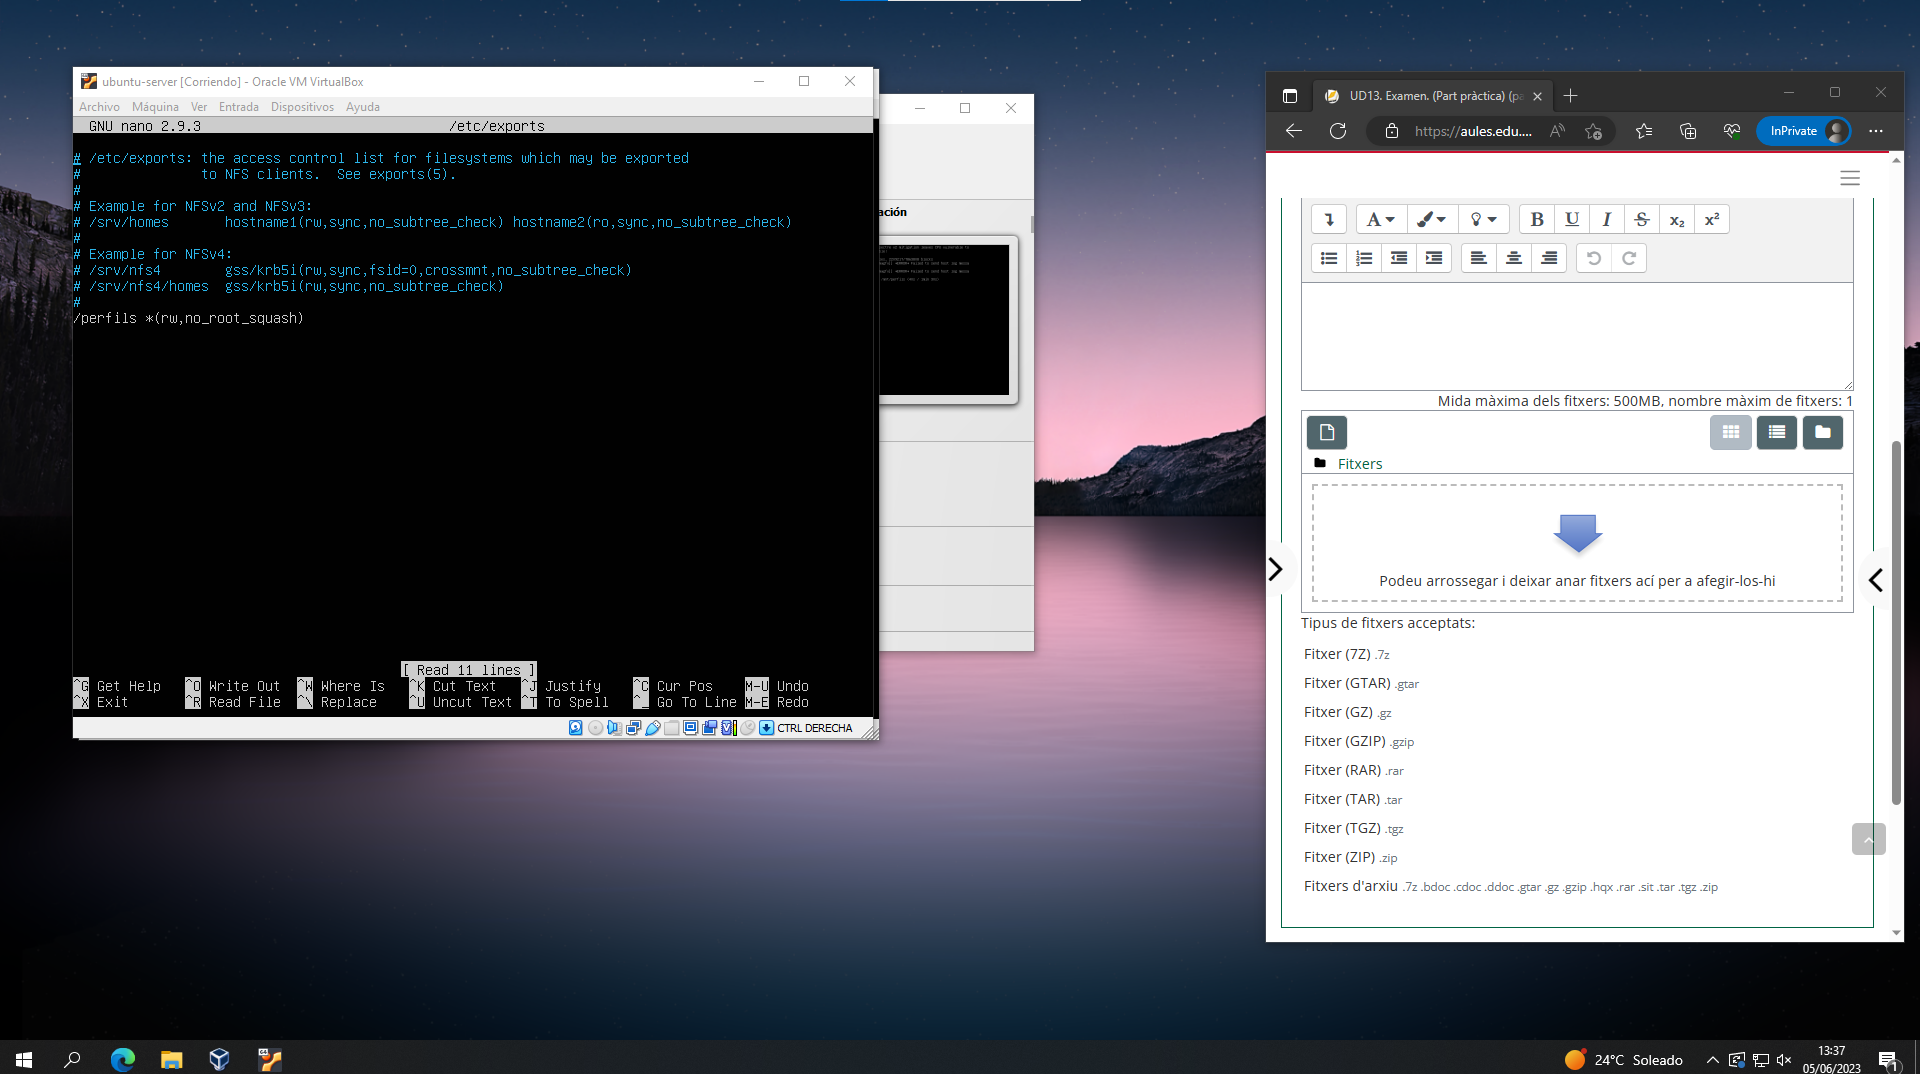 ubuntu-server [Corriendo] - Oracle VM VirtualBox
Archivo Máquina Ver Entrada Dispositivos Ayuda
GNU nano 2.9.3 /etc/exports
# /etc/exports: the access control list for filesystems which may be exported
# to NFS clients. See exports(5).
#
# Example for NFSv2 and NFSv3:
# /srv/homes hostname1(rw,sync,no_subtree_check) hostname2(ro,sync,no_subtree_check)
#
# Example for NFSv4:
# /srv/nfs4 gss/krb5i(rw,sync,fsid=0,crossmnt,no_subtree_check)
# /srv/nfs4/homes gss/krb5i(rw,sync,no_subtree_check)
#
/perfils *(rw,no_root_squash)
[ Read 11 lines ]
^G Get Help ^O Write Out ^W Where Is ^K Cut Text ^J Justify ^C Cur Pos M-U Undo
^X Exit ^R Read File ^\ Replace ^U Uncut Text ^T To Spell ^_ Go To Line M-E Redo
CTRL DERECHA
ación
UD13. Examen. (Part pràctica) (pa
https://aules.edu....
InPrivate
A B U I S x₂ x²
Mida màxima dels fitxers: 500MB, nombre màxim de fitxers: 1
Fitxers
Podeu arrossegar i deixar anar fitxers ací per a afegir-los-hi
Tipus de fitxers acceptats:
Fitxer (7Z) .7z
Fitxer (GTAR) .gtar
Fitxer (GZ) .gz
Fitxer (GZIP) .gzip
Fitxer (RAR) .rar
Fitxer (TAR) .tar
Fitxer (TGZ) .tgz
Fitxer (ZIP) .zip
Fitxers d'arxiu .7z .bdoc .cdoc .ddoc .gtar .gz .gzip .hqx .rar .sit .tar .tgz .zip
24°C Soleado
13:37
05/06/2023
1